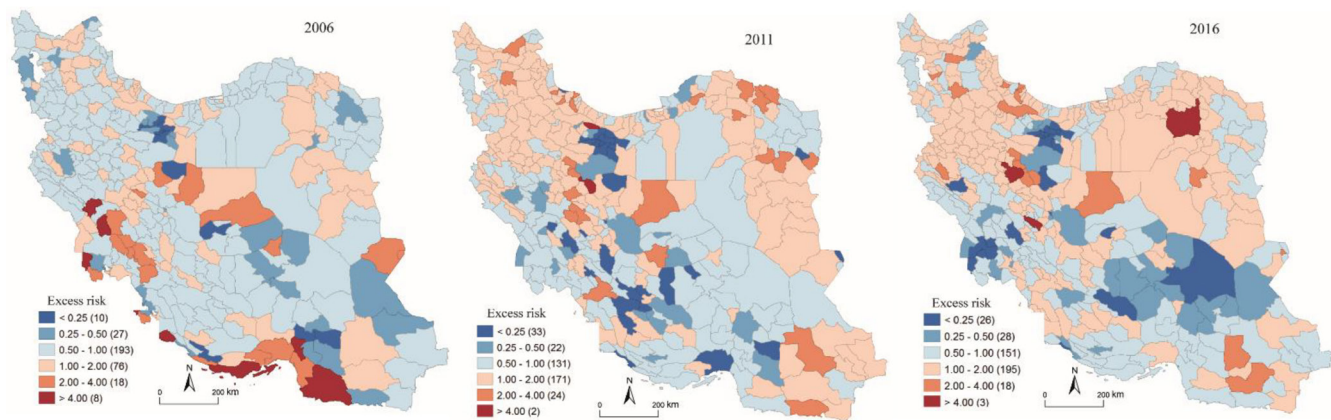 2006
Excess risk
< 0.25 (10)
0.25 - 0.50 (27)
0.50 - 1.00 (193)
1.00 - 2.00 (76)
2.00 - 4.00 (18)
> 4.00 (8)
N
0
200 km
2011
Excess risk
< 0.25 (33)
0.25 - 0.50 (22)
0.50 - 1.00 (131)
1.00 - 2.00 (171)
2.00 - 4.00 (24)
> 4.00 (2)
N
0
200 km
2016
Excess risk
< 0.25 (26)
0.25 - 0.50 (28)
0.50 - 1.00 (151)
1.00 - 2.00 (195)
2.00 - 4.00 (18)
> 4.00 (3)
N
0
200 km